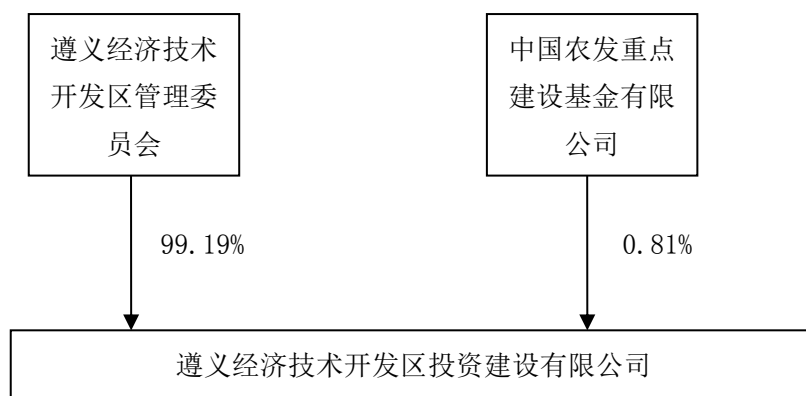 遵义经济技术
开发区管理委
员会
中国农发重点
建设基金有限
公司
99.19%
0.81%
遵义经济技术开发区投资建设有限公司